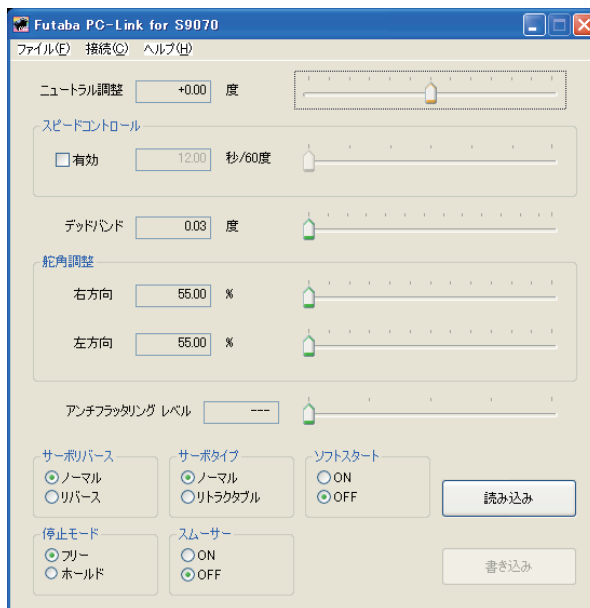 Futaba PC-Link for S9070
ファイル(F) 接続(C) ヘルプ(H)
ニュートラル調整 +0.00 度
スピードコントロール
有効 12.00 秒/60度
デッドバンド 0.03 度
舵角調整
右方向 55.00 %
左方向 55.00 %
アンチフラッタリング レベル ---
サーボリバース サーボタイプ ソフトスタート
ノーマル ノーマル ON
リバース リトラクタブル OFF
読み込み
停止モード スムーサー
フリー ON
ホールド OFF
書き込み